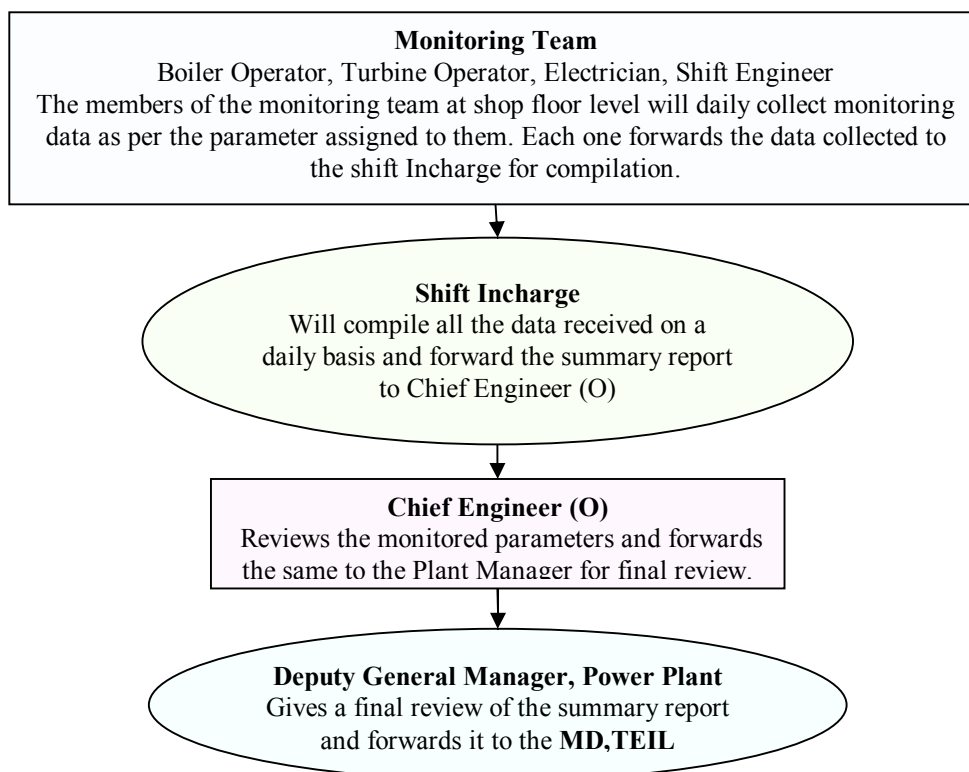 Monitoring Team
Boiler Operator, Turbine Operator, Electrician, Shift Engineer
The members of the monitoring team at shop floor level will daily collect monitoring
data as per the parameter assigned to them. Each one forwards the data collected to
the shift Incharge for compilation.
Shift Incharge
Will compile all the data received on a
daily basis and forward the summary report
to Chief Engineer (O)
Chief Engineer (O)
Reviews the monitored parameters and forwards
the same to the Plant Manager for final review.
Deputy General Manager, Power Plant
Gives a final review of the summary report
and forwards it to the MD,TEIL